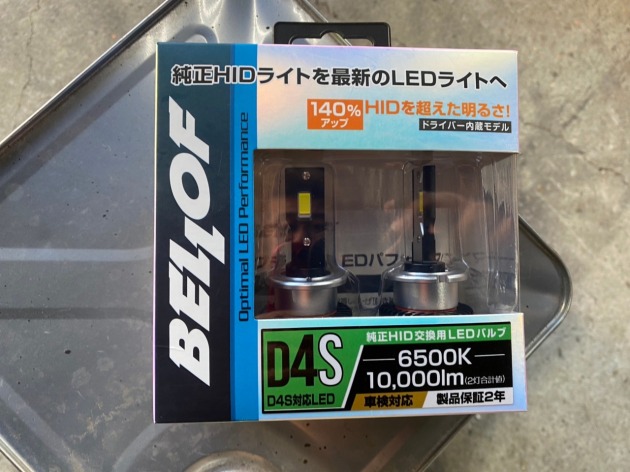 純正HIDライトを最新のLEDライトへ
140%
アップ
HIDを超えた明るさ!
ドライバー内蔵モデル
BELLOF
Optimal LED Performance
EDバフ
純正HID交換用LEDバルブ
D4S
D4S対応LED
6500K
10,000lm(2灯合計値)
車検対応
製品保証2年